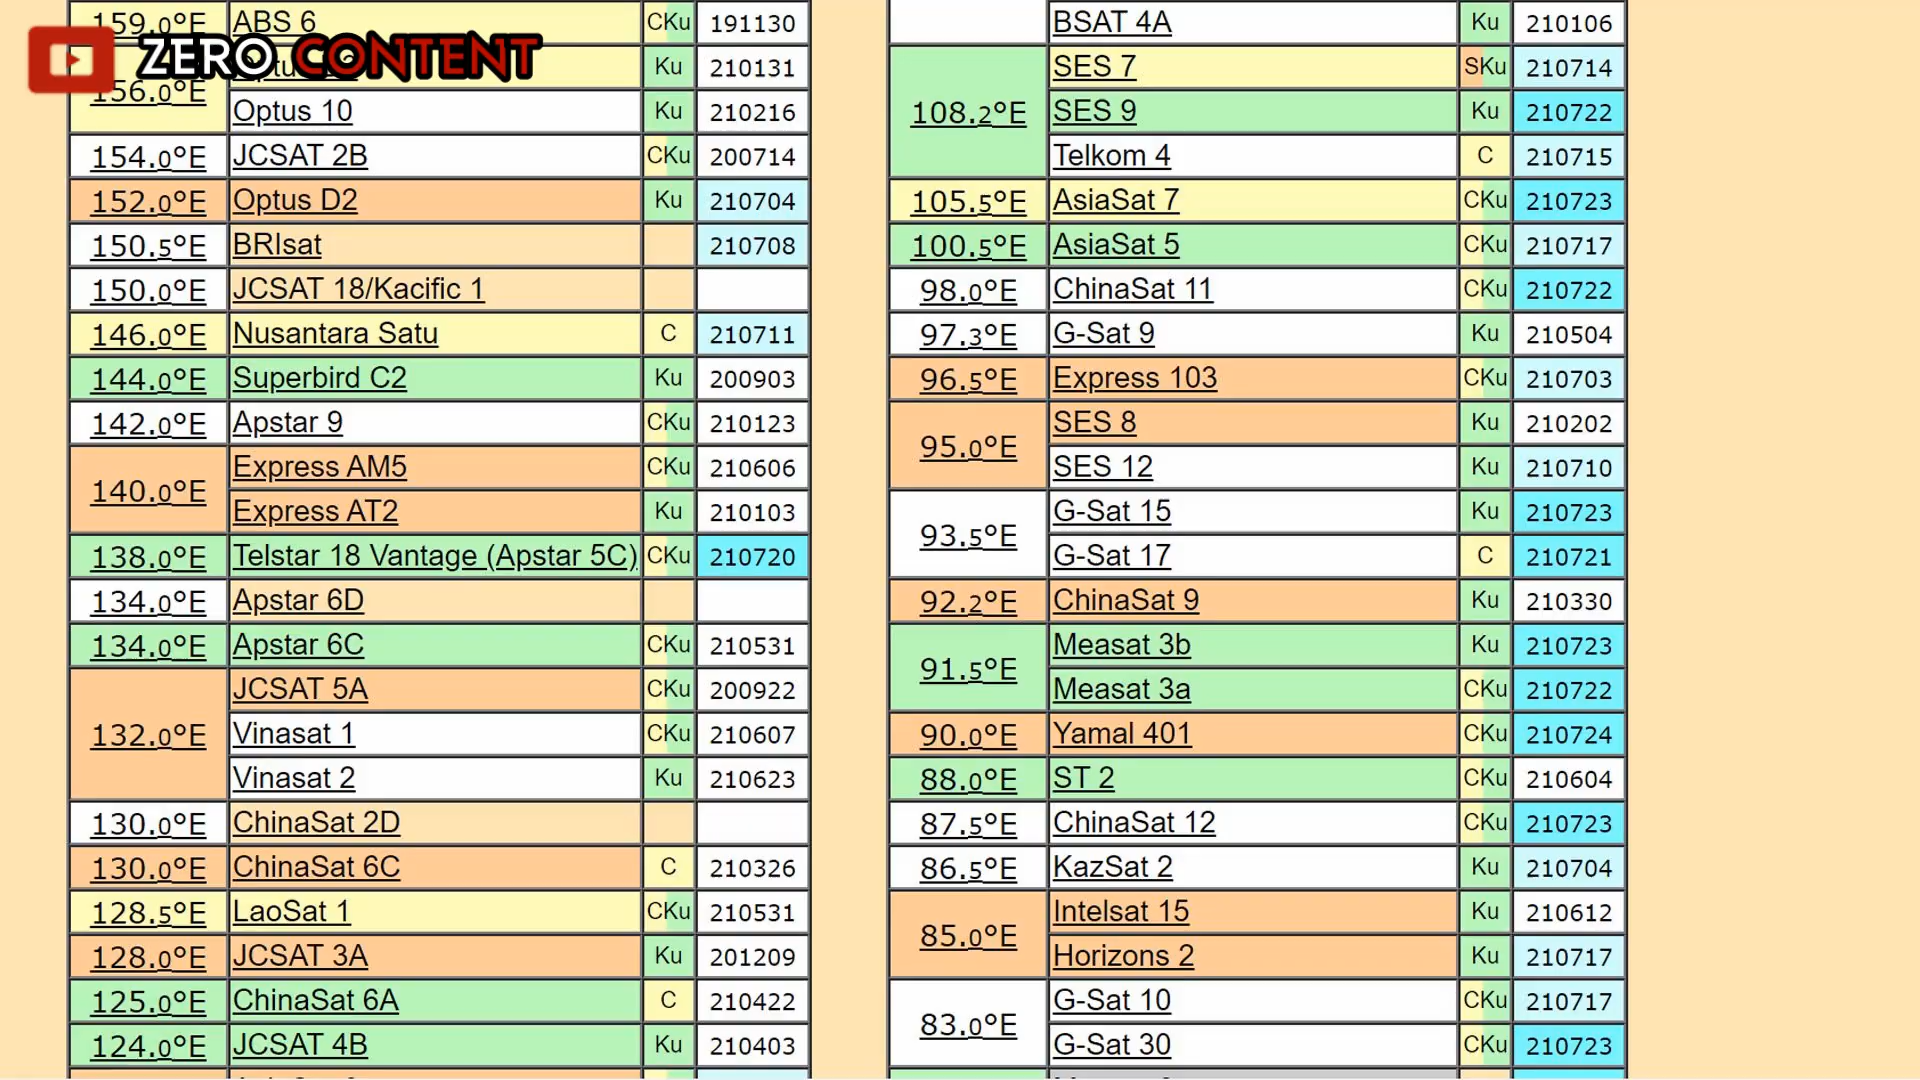 159.0°E ABS 6 CKu 191130
ZERO CONTENT
156.0°E Ku 210131
Optus 10 Ku 210216
154.0°E JCSAT 2B CKu 200714
152.0°E Optus D2 Ku 210704
150.5°E BRIsat 210708
150.0°E JCSAT 18/Kacific 1
146.0°E Nusantara Satu C 210711
144.0°E Superbird C2 Ku 200903
142.0°E Apstar 9 CKu 210123
140.0°E Express AM5 CKu 210606
Express AT2 Ku 210103
138.0°E Telstar 18 Vantage (Apstar 5C) CKu 210720
134.0°E Apstar 6D
134.0°E Apstar 6C CKu 210531
132.0°E JCSAT 5A CKu 200922
Vinasat 1 CKu 210607
Vinasat 2 Ku 210623
130.0°E ChinaSat 2D
130.0°E ChinaSat 6C C 210326
128.5°E LaoSat 1 CKu 210531
128.0°E JCSAT 3A Ku 201209
125.0°E ChinaSat 6A C 210422
124.0°E JCSAT 4B Ku 210403
BSAT 4A Ku 210106
108.2°E SES 7 SKu 210714
SES 9 Ku 210722
Telkom 4 C 210715
105.5°E AsiaSat 7 CKu 210723
100.5°E AsiaSat 5 CKu 210717
98.0°E ChinaSat 11 CKu 210722
97.3°E G-Sat 9 Ku 210504
96.5°E Express 103 CKu 210703
95.0°E SES 8 Ku 210202
SES 12 Ku 210710
93.5°E G-Sat 15 Ku 210723
G-Sat 17 C 210721
92.2°E ChinaSat 9 Ku 210330
91.5°E Measat 3b Ku 210723
Measat 3a CKu 210722
90.0°E Yamal 401 CKu 210724
88.0°E ST 2 CKu 210604
87.5°E ChinaSat 12 CKu 210723
86.5°E KazSat 2 Ku 210704
85.0°E Intelsat 15 Ku 210612
Horizons 2 Ku 210717
83.0°E G-Sat 10 CKu 210717
G-Sat 30 CKu 210723